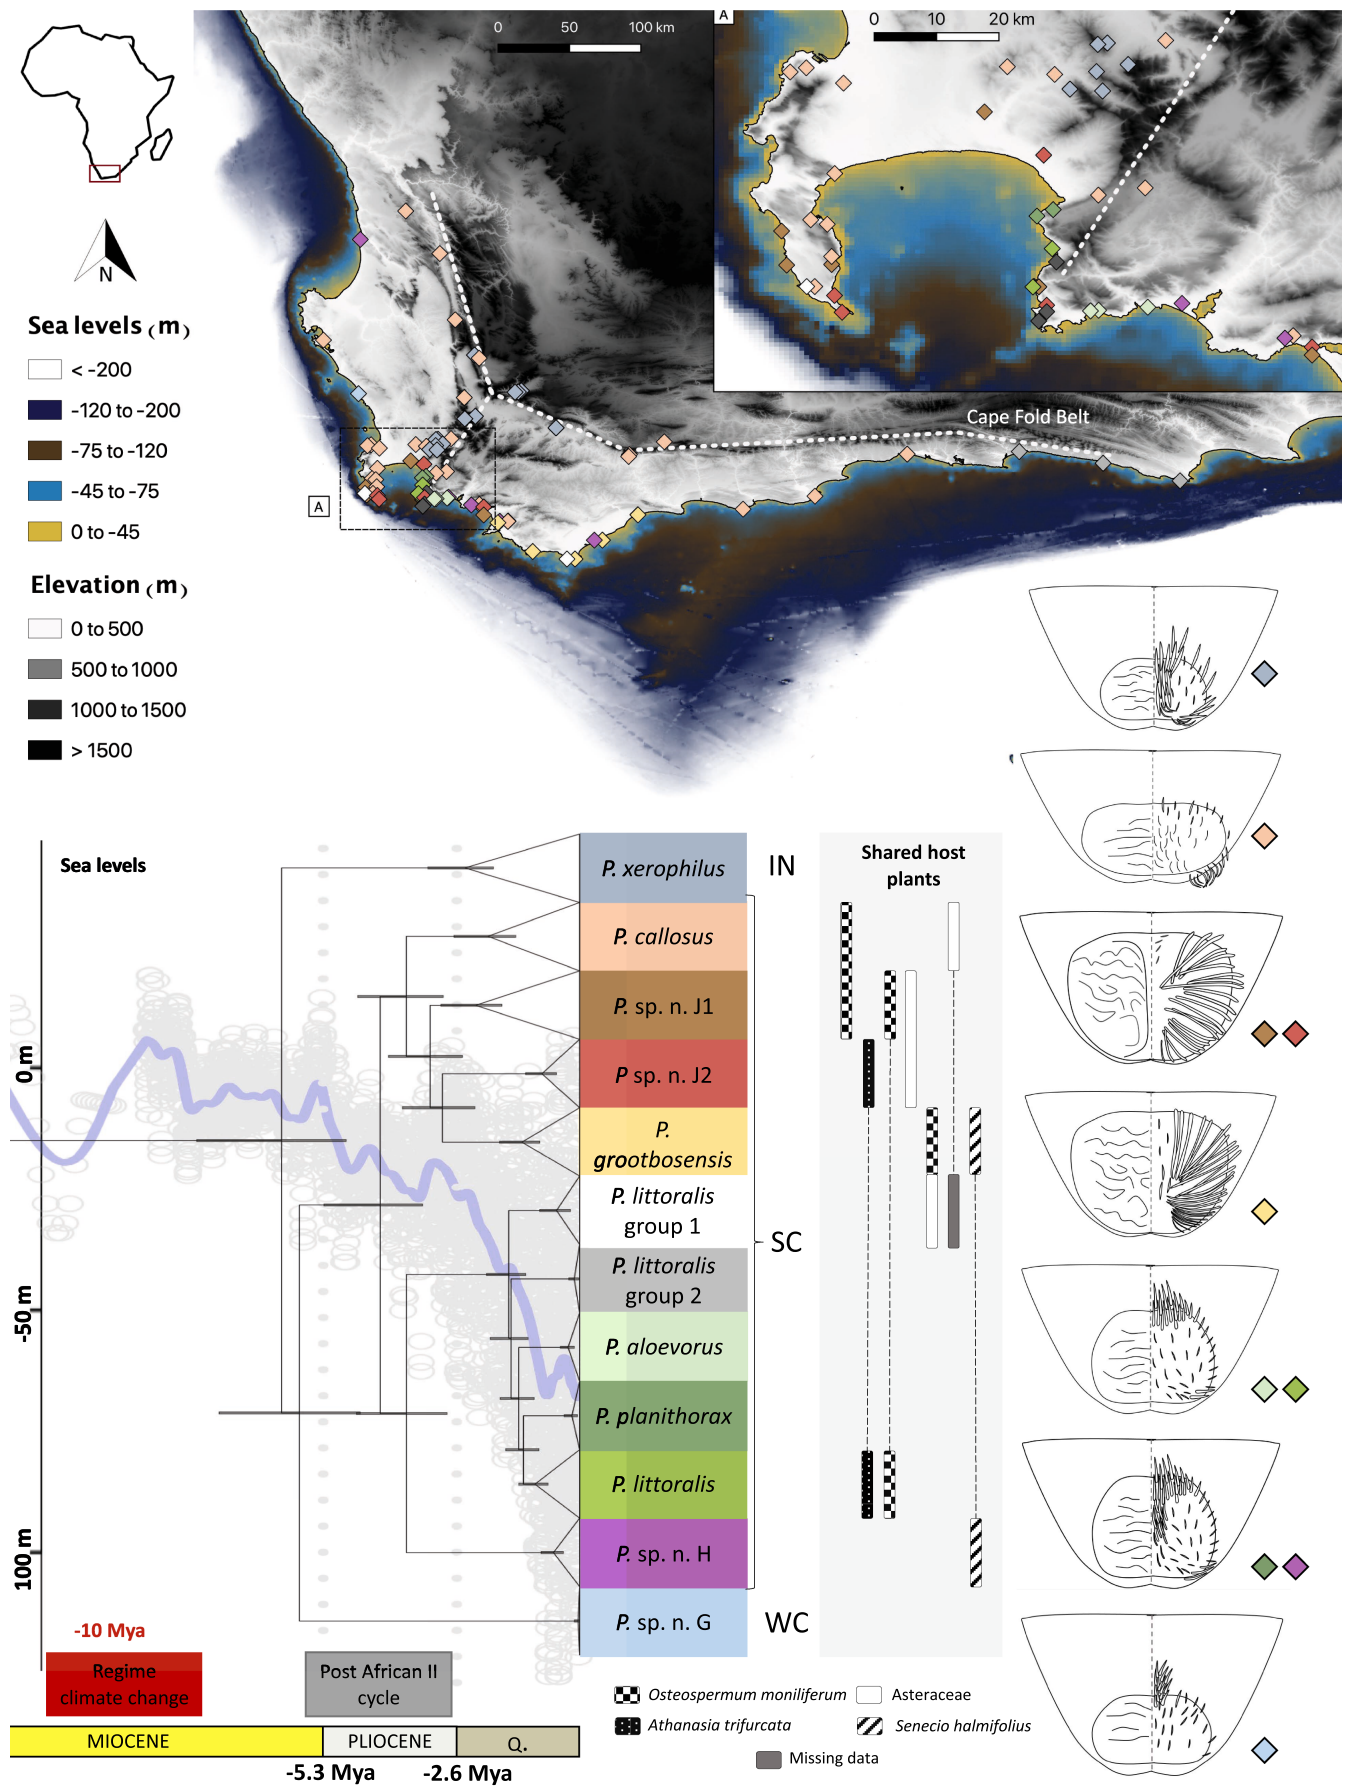 0 50 100 km
A
0 10 20 km
N
Sea levels (m)
< -200
-120 to -200
-75 to -120
-45 to -75
0 to -45
Elevation (m)
0 to 500
500 to 1000
1000 to 1500
> 1500
Cape Fold Belt
A
Sea levels
0 m
-50 m
100 m
P. xerophilus
P. callosus
P. sp. n. J1
P sp. n. J2
P.
grootbosensis
P. littoralis
group 1
P. littoralis
group 2
P. aloevorus
P. planithorax
P. littoralis
P. sp. n. H
P. sp. n. G
IN
SC
WC
Shared host
plants
-10 Mya
Regime
climate change
Post African II
cycle
MIOCENE
PLIOCENE
Q.
-5.3 Mya
-2.6 Mya
Osteospermum moniliferum
Asteraceae
Athanasia trifurcata
Senecio halmifolius
Missing data